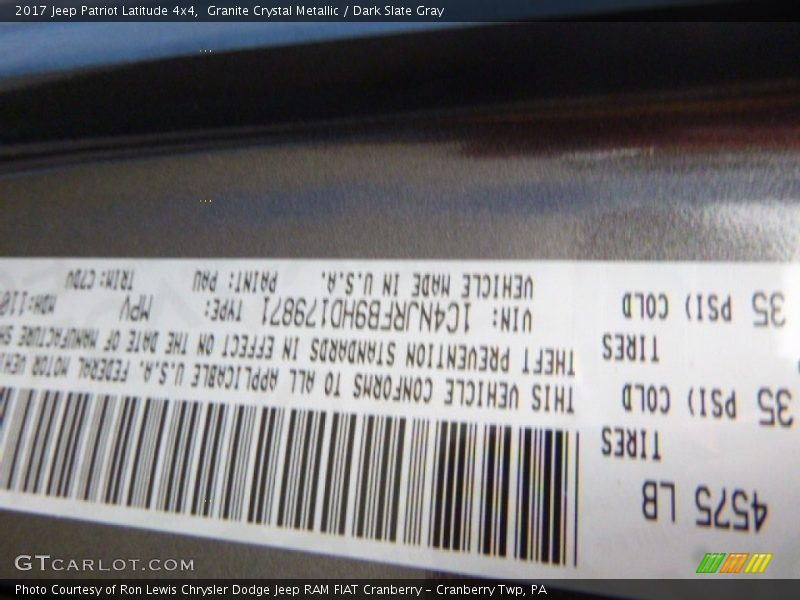 2017 Jeep Patriot Latitude 4x4,  Granite Crystal Metallic / Dark Slate Gray
4575 LB
TIRES
35 PSI) COLD
TIRES
35 PSI) COLD
THIS VEHICLE CONFORMS TO ALL APPLICABLE U.S.A. FEDERAL MOTOR VEHI
THEFT PREVENTION STANDARDS IN EFFECT ON THE DATE OF MANUFACTURE
VIN: 1C4NJRFB9HD179871 TYPE: MPV MDH:
VEHICLE MADE IN U.S.A. PAINT: PAU TRIM: C7DV
GTCARLOT.COM
Photo Courtesy of Ron Lewis Chrysler Dodge Jeep RAM FIAT Cranberry – Cranberry Twp, PA